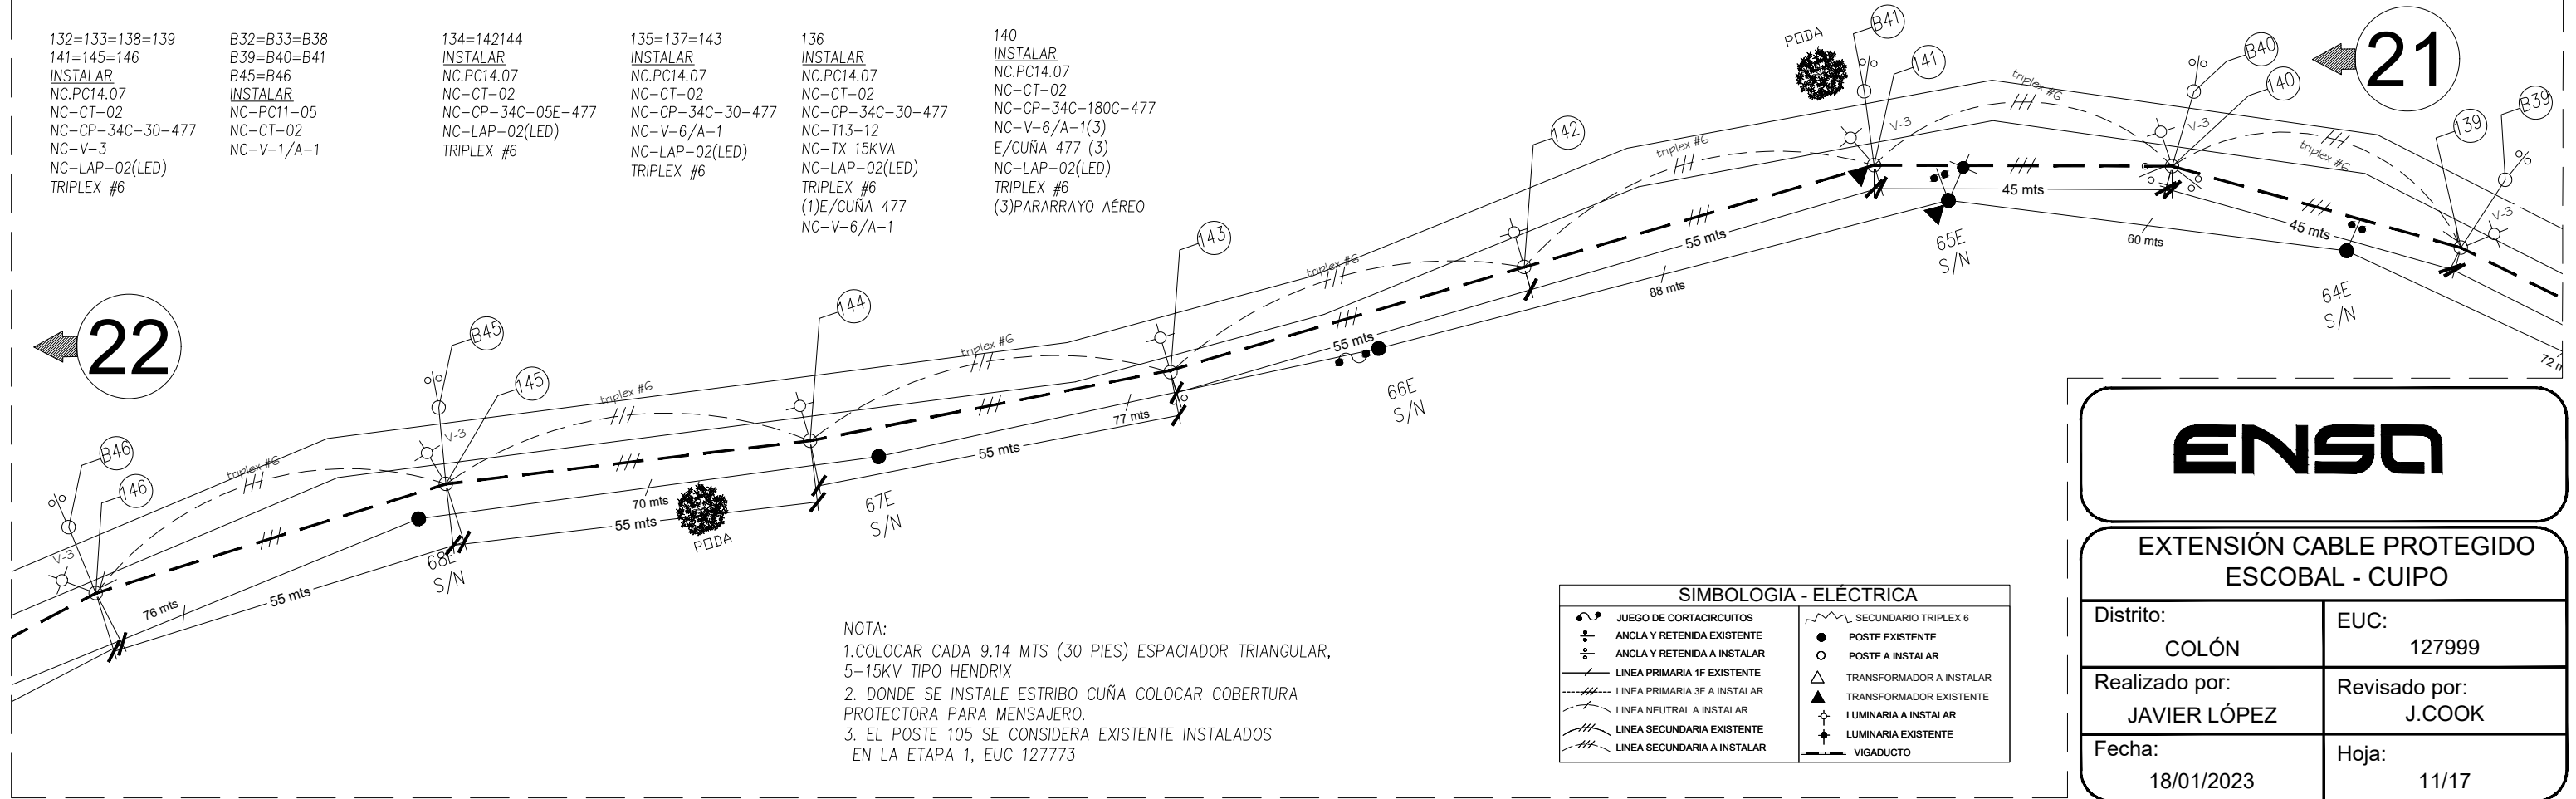 132=133=138=139
141=145=146
INSTALAR
NC.PC14.07
NC-CT-02
NC-CP-34C-30-477
NC-V-3
NC-LAP-02(LED)
TRIPLEX #6
B32=B33=B38
B39=B40=B41
B45=B46
INSTALAR
NC-PC11-05
NC-CT-02
NC-V-1/A-1
134=142144
INSTALAR
NC.PC14.07
NC-CT-02
NC-CP-34C-05E-477
NC-LAP-02(LED)
TRIPLEX #6
135=137=143
INSTALAR
NC.PC14.07
NC-CT-02
NC-CP-34C-30-477
NC-V-6/A-1
NC-LAP-02(LED)
TRIPLEX #6
136
INSTALAR
NC.PC14.07
NC-CT-02
NC-CP-34C-30-477
NC-T13-12
NC-TX 15KVA
NC-LAP-02(LED)
TRIPLEX #6
(1)E/CUÑA 477
NC-V-6/A-1
140
INSTALAR
NC.PC14.07
NC-CT-02
NC-CP-34C-180C-477
NC-V-6/A-1(3)
E/CUÑA 477 (3)
NC-LAP-02(LED)
TRIPLEX #6
(3)PARARRAYO AÉREO
PODA
B41
141
B40
140
21
139
B39
142
143
144
B45
145
B46
146
22
triplex #6
triplex #6
triplex #6
triplex #6
triplex #6
triplex #6
triplex #6
V-3
V-3
V-3
V-3
V-3
45 mts
45 mts
60 mts
55 mts
88 mts
55 mts
77 mts
55 mts
70 mts
55 mts
76 mts
55 mts
64E
S/N
65E
S/N
66E
S/N
67E
S/N
68E
S/N
PODA
NOTA:
1.COLOCAR CADA 9.14 MTS (30 PIES) ESPACIADOR TRIANGULAR,
5-15KV TIPO HENDRIX
2. DONDE SE INSTALE ESTRIBO CUÑA COLOCAR COBERTURA
PROTECTORA PARA MENSAJERO.
3. EL POSTE 105 SE CONSIDERA EXISTENTE INSTALADOS
EN LA ETAPA 1, EUC 127773
SIMBOLOGIA - ELÉCTRICA
JUEGO DE CORTACIRCUITOS
ANCLA Y RETENIDA EXISTENTE
ANCLA Y RETENIDA A INSTALAR
LINEA PRIMARIA 1F EXISTENTE
LINEA PRIMARIA 3F A INSTALAR
LINEA NEUTRAL A INSTALAR
LINEA SECUNDARIA EXISTENTE
LINEA SECUNDARIA A INSTALAR
SECUNDARIO TRIPLEX 6
POSTE EXISTENTE
POSTE A INSTALAR
TRANSFORMADOR A INSTALAR
TRANSFORMADOR EXISTENTE
LUMINARIA A INSTALAR
LUMINARIA EXISTENTE
VIGADUCTO
ENSA
EXTENSIÓN CABLE PROTEGIDO
ESCOBAL - CUIPO
Distrito:
COLÓN
EUC:
127999
Realizado por:
JAVIER LÓPEZ
Revisado por:
J.COOK
Fecha:
18/01/2023
Hoja:
11/17